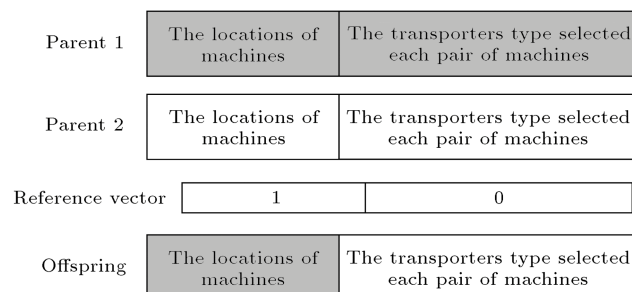 Parent 1
The locations of
machines
The transporters type selected
each pair of machines
Parent 2
The locations of
machines
The transporters type selected
each pair of machines
Reference vector
1
0
Offspring
The locations of
machines
The transporters type selected
each pair of machines